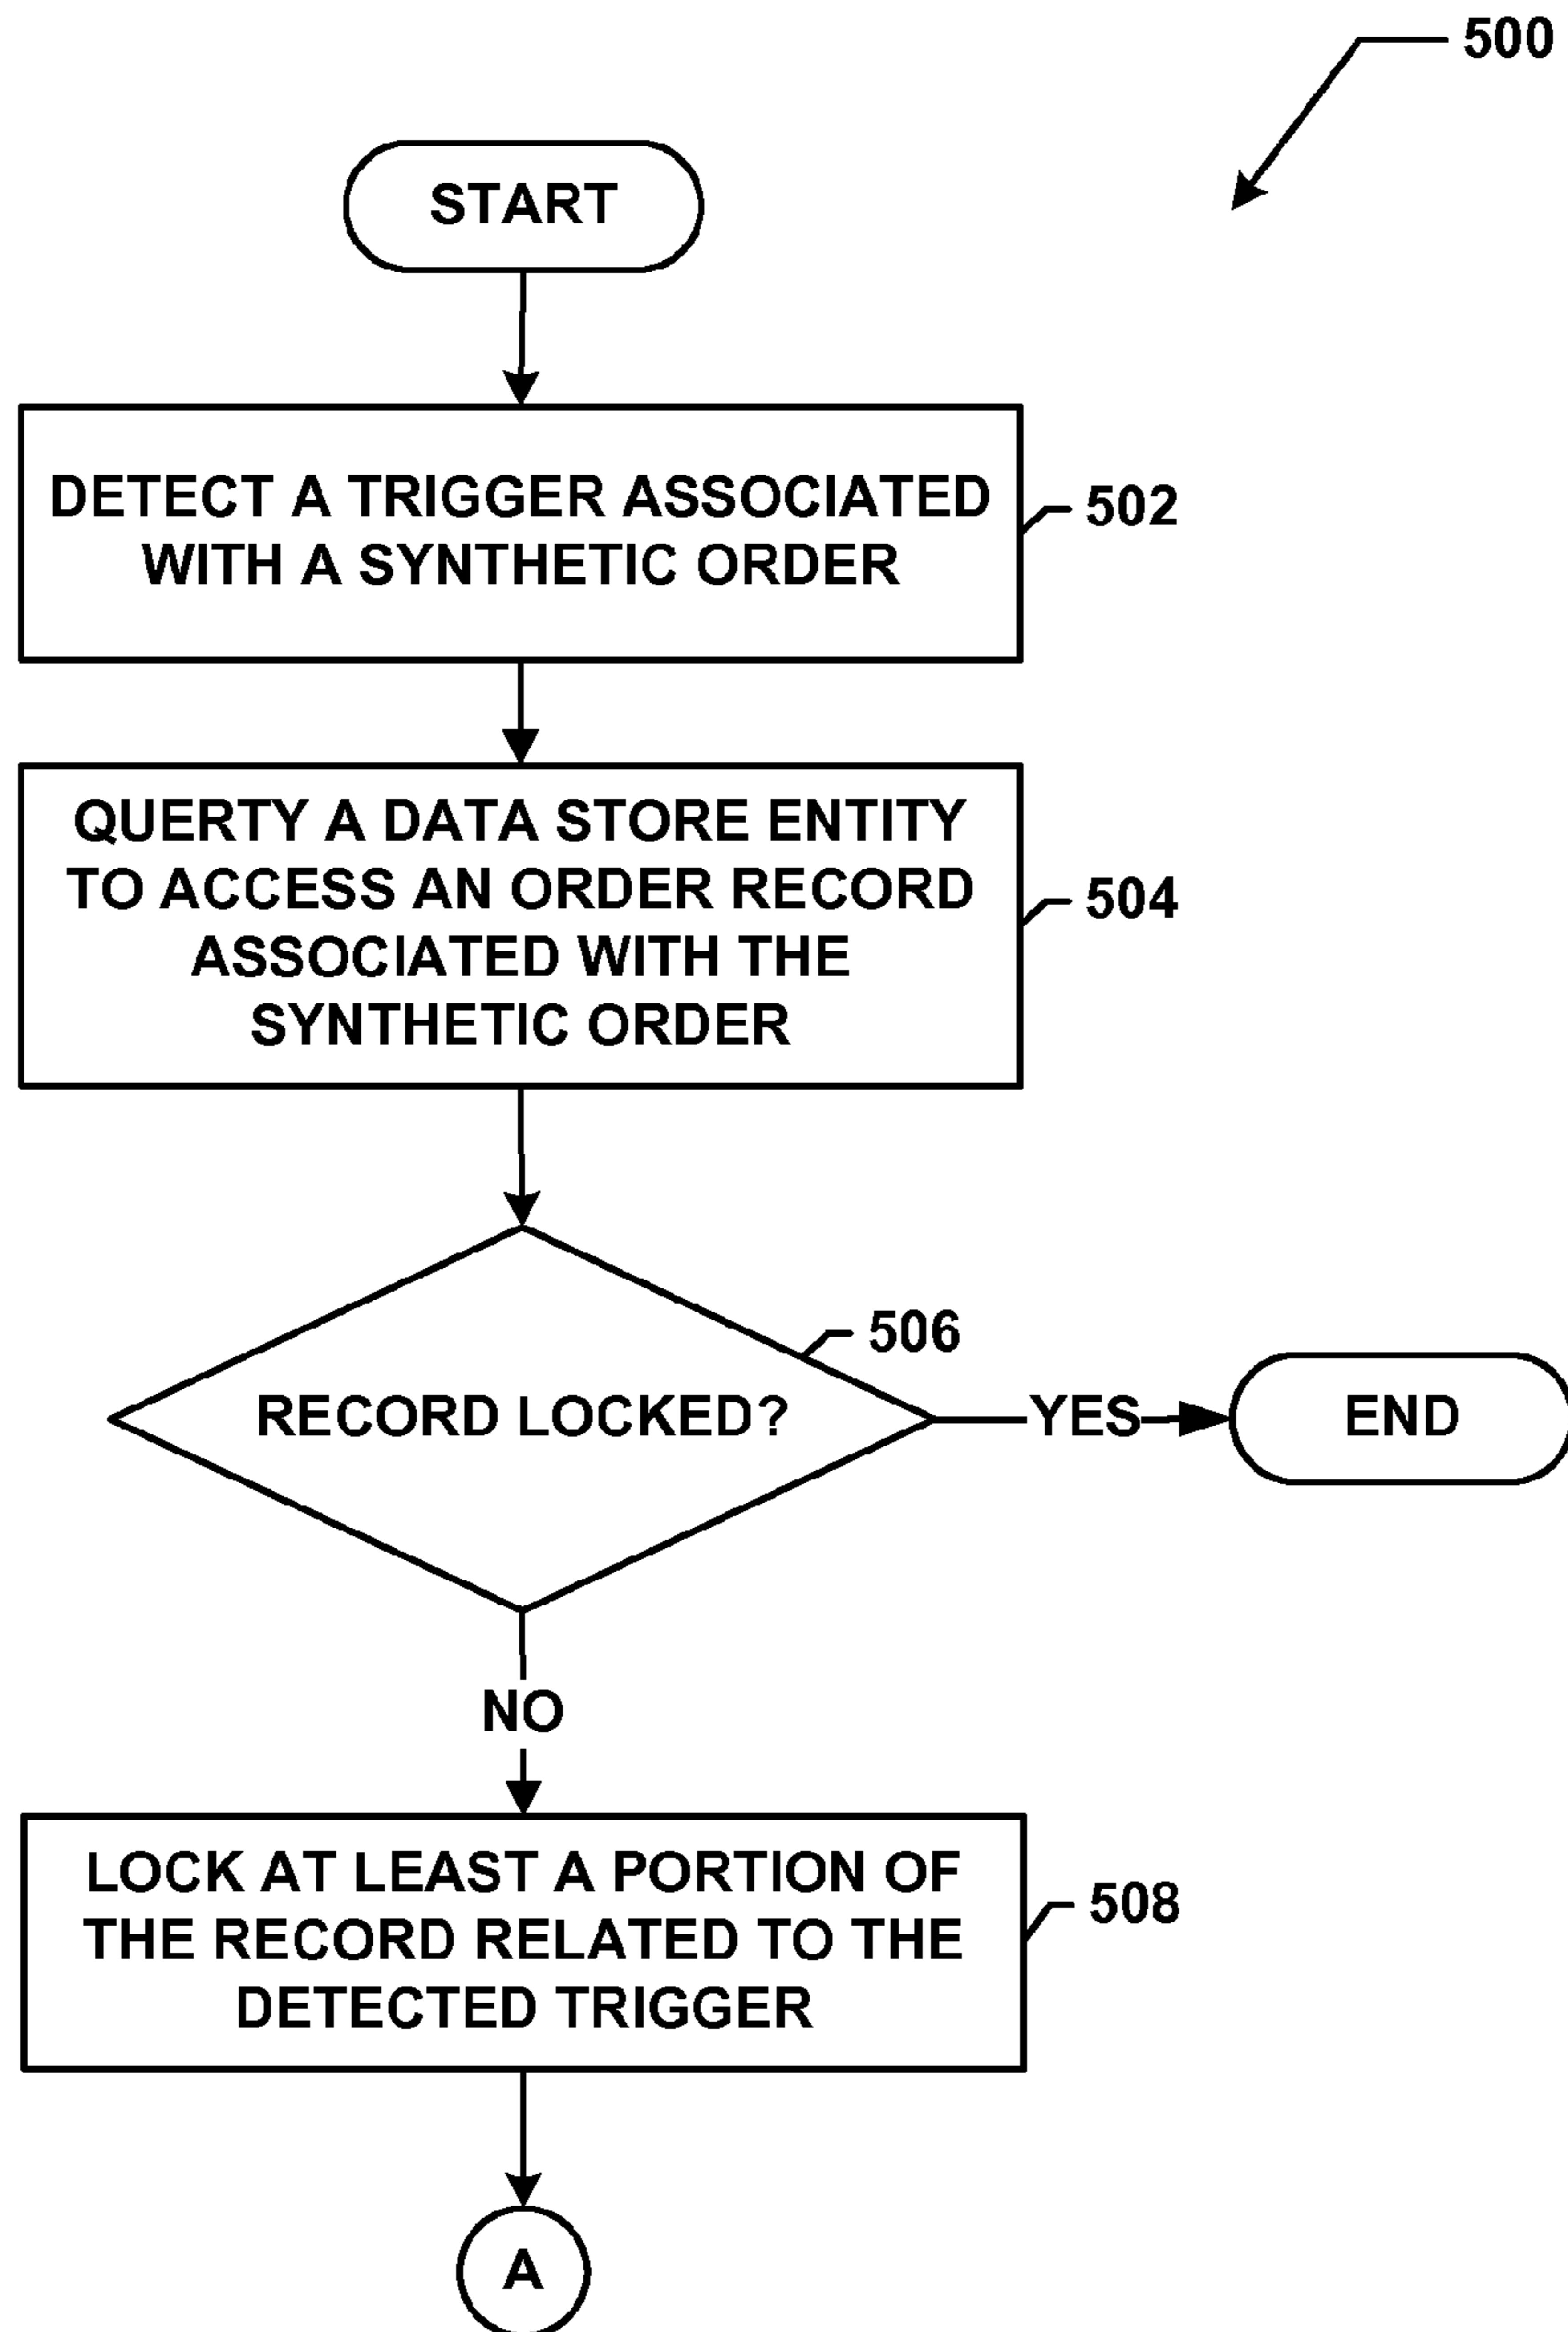 500
START
DETECT A TRIGGER ASSOCIATED
WITH A SYNTHETIC ORDER
502
QUERTY A DATA STORE ENTITY
TO ACCESS AN ORDER RECORD
ASSOCIATED WITH THE
SYNTHETIC ORDER
504
506
RECORD LOCKED?
YES
END
NO
LOCK AT LEAST A PORTION OF
THE RECORD RELATED TO THE
DETECTED TRIGGER
508
A